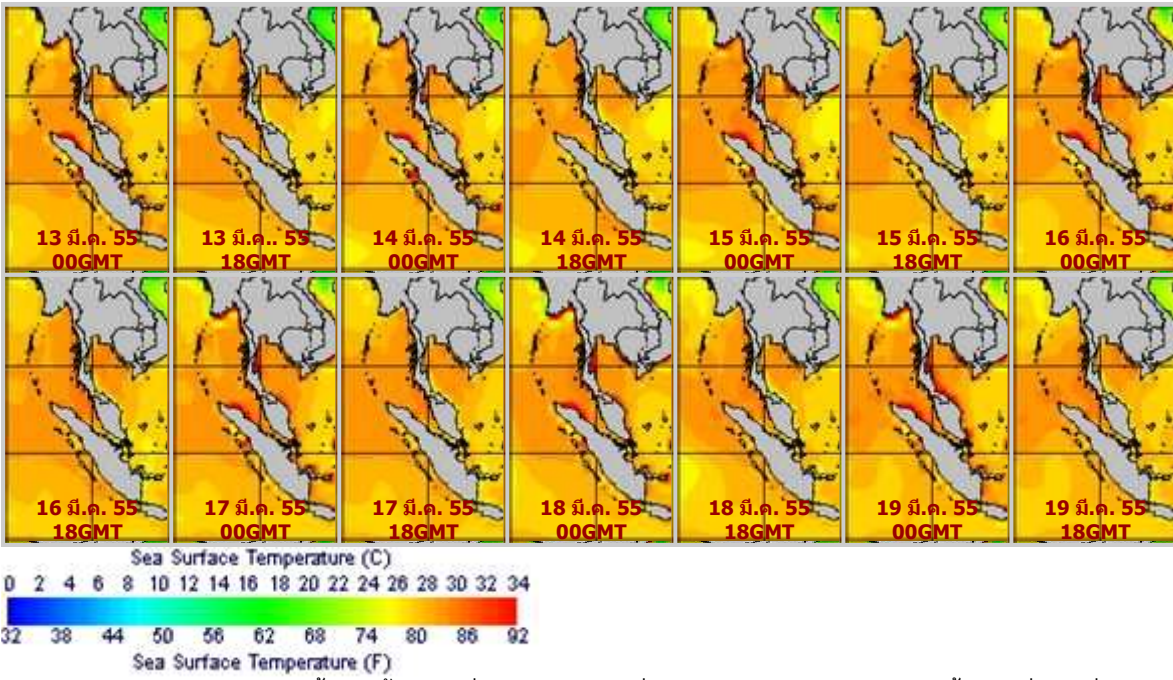 13 มี.ค. 55
00GMT
13 มี.ค.. 55
18GMT
14 มี.ค. 55
00GMT
14 มี.ค. 55
18GMT
15 มี.ค. 55
00GMT
15 มี.ค. 55
18GMT
16 มี.ค. 55
00GMT
16 มี.ค. 55
18GMT
17 มี.ค. 55
00GMT
17 มี.ค. 55
18GMT
18 มี.ค. 55
00GMT
18 มี.ค. 55
18GMT
19 มี.ค. 55
00GMT
19 มี.ค. 55
18GMT
Sea Surface Temperature (C)
0 2 4 6 8 10 12 14 16 18 20 22 24 26 28 30 32 34
32 38 44 50 56 62 68 74 80 86 92
Sea Surface Temperature (F)